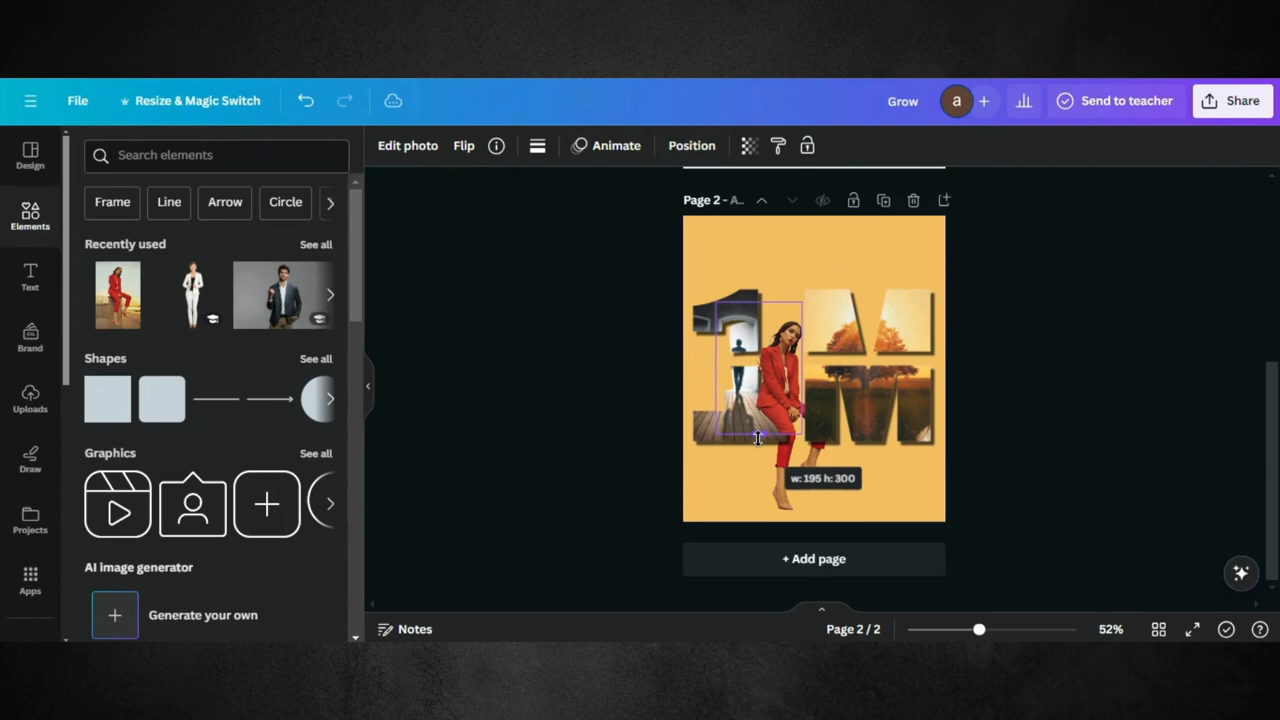 File
Resize & Magic Switch
Grow
a
Send to teacher
Share
Design
Elements
Text
Brand
Uploads
Draw
Projects
Apps
Search elements
Frame
Line
Arrow
Circle
Recently used
See all
Shapes
See all
Graphics
See all
AI image generator
Generate your own
Edit photo
Flip
Animate
Position
Page 2 - A..
1M
w: 195 h: 300
+ Add page
Notes
Page 2 / 2
52%